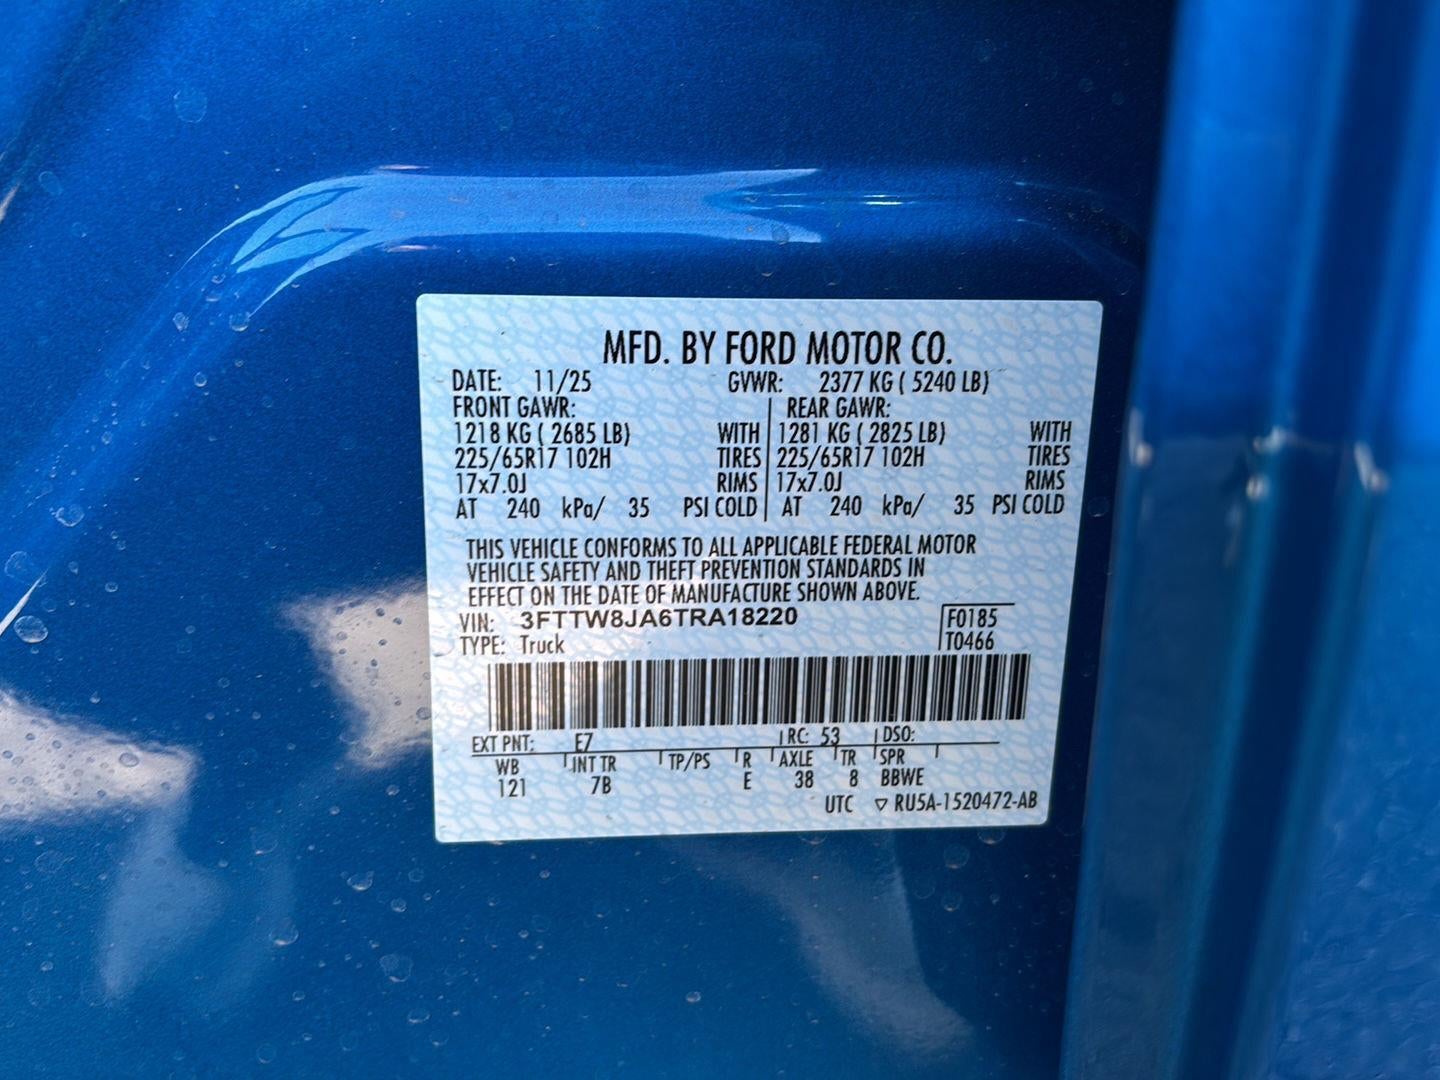 MFD. BY FORD MOTOR CO.
DATE: 11/25 GVWR: 2377 KG ( 5240 LB)
FRONT GAWR: REAR GAWR:
1218 KG ( 2685 LB) WITH 1281 KG ( 2825 LB) WITH
225/65R17 102H TIRES 225/65R17 102H TIRES
17x7.0J RIMS 17x7.0J RIMS
AT 240 kPa/ 35 PSI COLD AT 240 kPa/ 35 PSI COLD
THIS VEHICLE CONFORMS TO ALL APPLICABLE FEDERAL MOTOR
VEHICLE SAFETY AND THEFT PREVENTION STANDARDS IN
EFFECT ON THE DATE OF MANUFACTURE SHOWN ABOVE.
VIN: 3FTTW8JA6TRA18220 F0185
TYPE: Truck T0466
EXT PNT: E7 RC: 53 DSO:
WB INT TR TP/PS R AXLE TR SPR
121 7B E 38 8 BBWE
UTC ▽ RU5A-1520472-AB